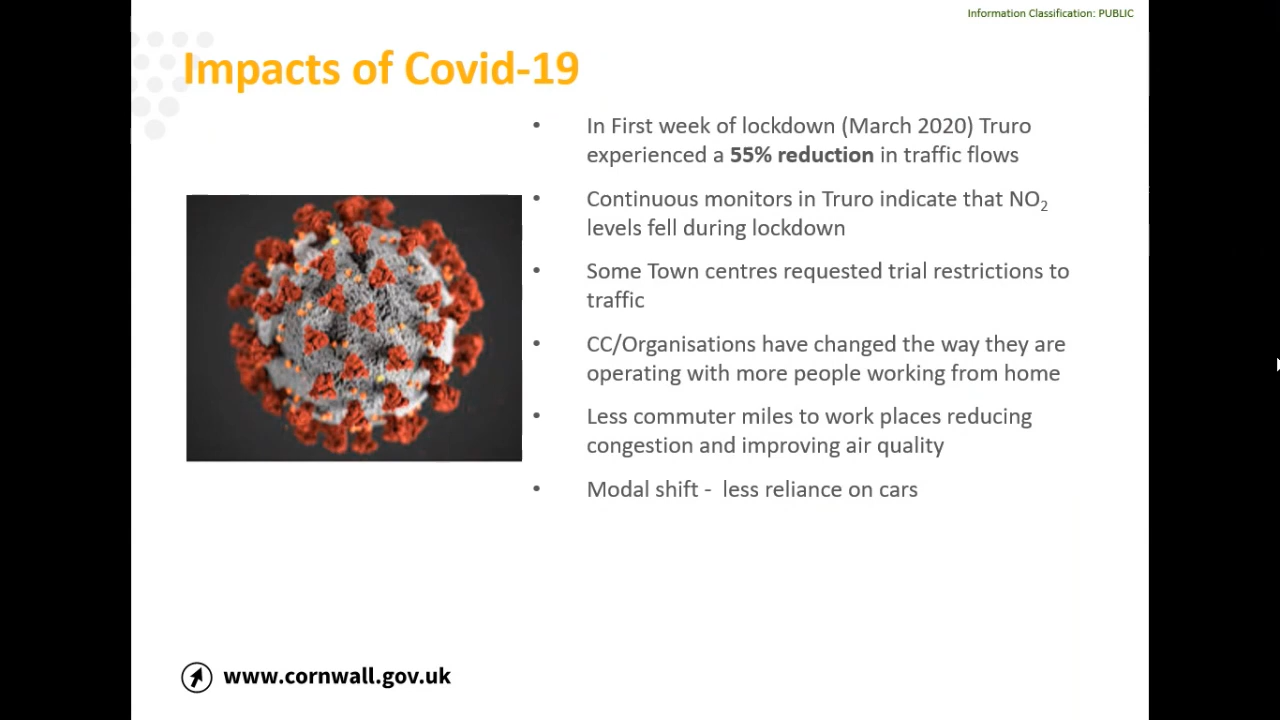 Information Classification: PUBLIC
Impacts of Covid-19
• In First week of lockdown (March 2020) Truro
experienced a 55% reduction in traffic flows
• Continuous monitors in Truro indicate that NO₂
levels fell during lockdown
• Some Town centres requested trial restrictions to
traffic
• CC/Organisations have changed the way they are
operating with more people working from home
• Less commuter miles to work places reducing
congestion and improving air quality
• Modal shift -  less reliance on cars
www.cornwall.gov.uk